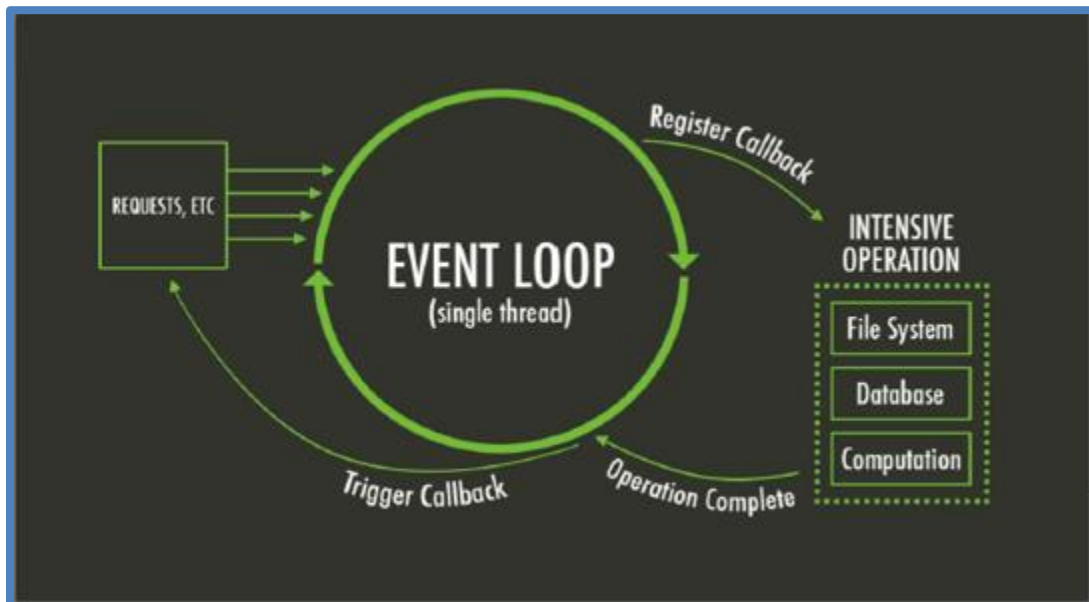 REQUESTS, ETC
EVENT LOOP
(single thread)
Register Callback
INTENSIVE
OPERATION
File System
Database
Computation
Operation Complete
Trigger Callback